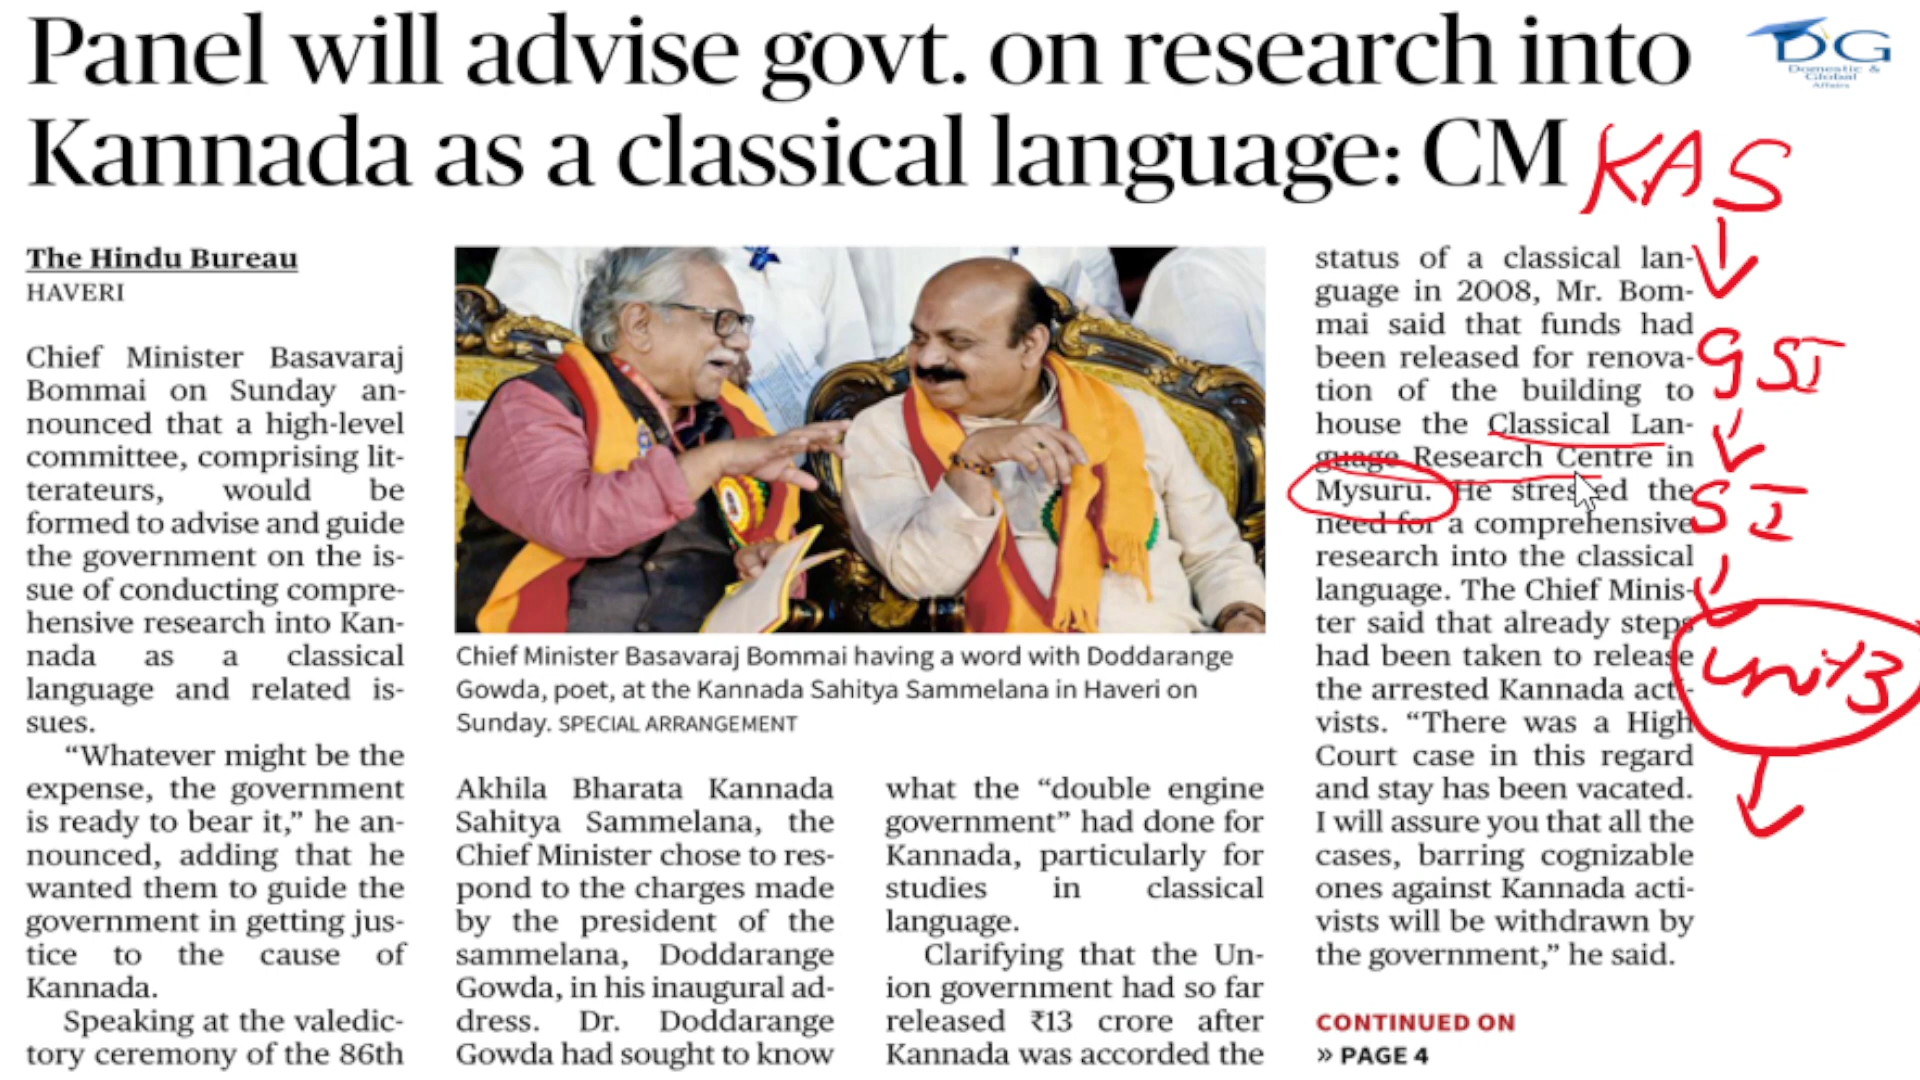 Panel will advise govt. on research into
Kannada as a classical language: CM
DG
Domestic &
Global
Affairs
KAS
GSI
SI
Unit 3
The Hindu Bureau
HAVERI
Chief Minister Basavaraj
Bommai on Sunday an-
nounced that a high-level
committee, comprising lit-
terateurs, would be
formed to advise and guide
the government on the is-
sue of conducting compre-
hensive research into Kan-
nada as a classical
language and related is-
sues.
“Whatever might be the
expense, the government
is ready to bear it,” he an-
nounced, adding that he
wanted them to guide the
government in getting jus-
tice to the cause of
Kannada.
Speaking at the valedic-
tory ceremony of the 86th
Chief Minister Basavaraj Bommai having a word with Doddarange
Gowda, poet, at the Kannada Sahitya Sammelana in Haveri on
Sunday. SPECIAL ARRANGEMENT
Akhila Bharata Kannada
Sahitya Sammelana, the
Chief Minister chose to res-
pond to the charges made
by the president of the
sammelana, Doddarange
Gowda, in his inaugural ad-
dress. Dr. Doddarange
Gowda had sought to know
what the “double engine
government” had done for
Kannada, particularly for
studies in classical
language.
Clarifying that the Un-
ion government had so far
released ₹13 crore after
Kannada was accorded the
status of a classical lan-
guage in 2008, Mr. Bom-
mai said that funds had
been released for renova-
tion of the building to
house the Classical Lan-
guage Research Centre in
Mysuru. He stressed the
need for a comprehensive
research into the classical
language. The Chief Minis-
ter said that already steps
had been taken to release
the arrested Kannada acti-
vists. “There was a High
Court case in this regard
and stay has been vacated.
I will assure you that all the
cases, barring cognizable
ones against Kannada acti-
vists will be withdrawn by
the government,” he said.
CONTINUED ON
» PAGE 4